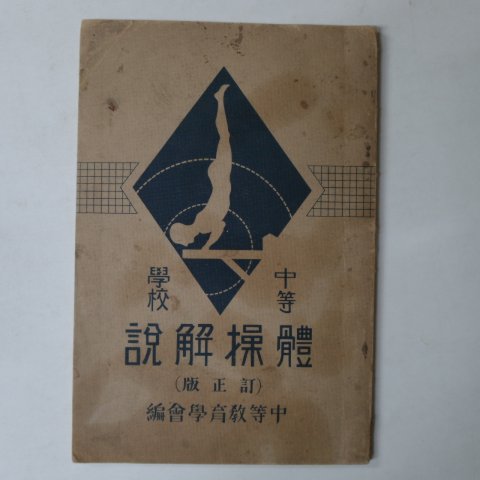 中等
學校
體操解說
(訂正版)
中等教育學會編